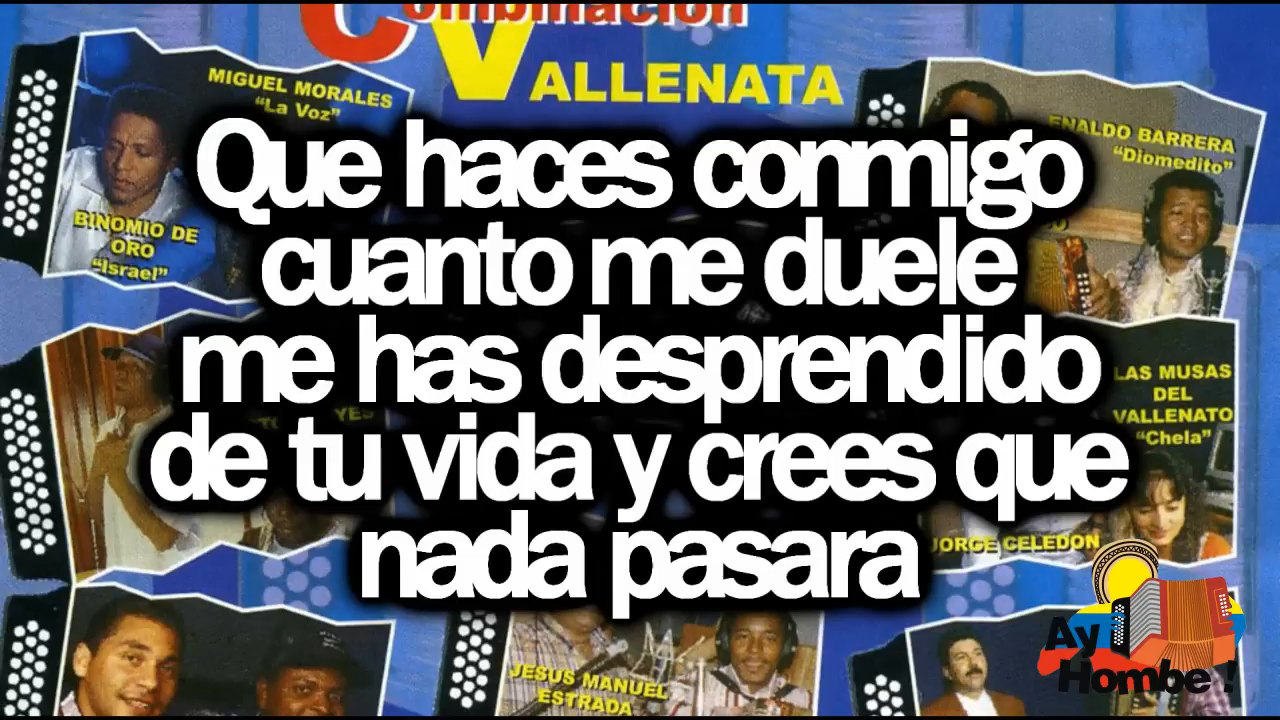 Combinación
VALLENATA
MIGUEL MORALES
"La Voz"
ENALDO BARRERA
"Diomedito"
Que haces conmigo
cuanto me duele
me has desprendido
de tu vida y crees que
nada pasara
BINOMIO DE
ORO
"Israel"
YES
LAS MUSAS
DEL
VALLENATO
"Chela"
JORGE CELEDON
JESUS MANUEL
ESTRADA
Ay
Hombe !